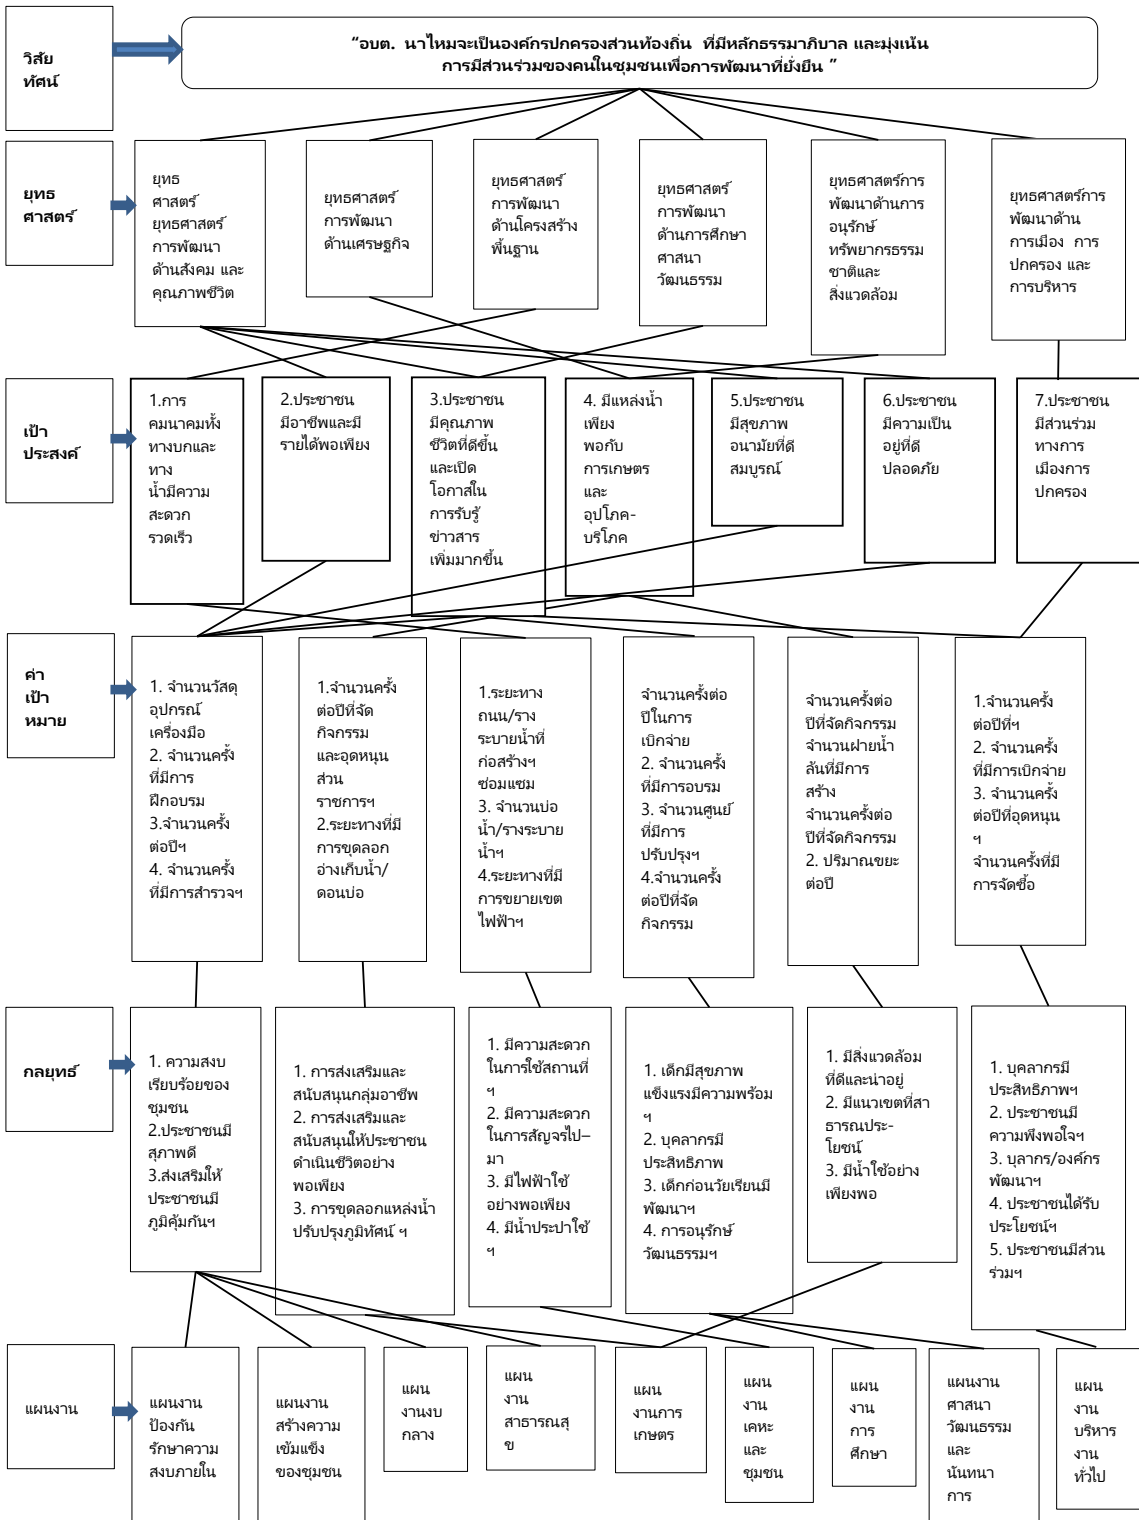 วิสัย
ทัศน์
“อบต.  นาไหมจะเป็นองค์กรปกครองส่วนท้องถิ่น  ที่มีหลักธรรมาภิบาล และมุ่งเน้น
การมีส่วนร่วมของคนในชุมชนเพื่อการพัฒนาที่ยั่งยืน ”
ยุทธ
ศาสตร์
ยุทธ
ศาสตร์
ยุทธศาสตร์
การพัฒนา
ด้านสังคม และ
คุณภาพชีวิต
ยุทธศาสตร์
การพัฒนา
ด้านเศรษฐกิจ
ยุทธศาสตร์
การพัฒนา
ด้านโครงสร้าง
พื้นฐาน
ยุทธศาสตร์
การพัฒนา
ด้านการศึกษา
ศาสนา
วัฒนธรรม
ยุทธศาสตร์การ
พัฒนาด้านการ
อนุรักษ์
ทรัพยากรธรรม
ชาติและ
สิ่งแวดล้อม
ยุทธศาสตร์การ
พัฒนาด้าน
การเมือง  การ
ปกครอง และ
การบริหาร
เป้า
ประสงค์
1.การ
คมนาคมทั้ง
ทางบกและ
ทาง
น้ำมีความ
สะดวก
รวดเร็ว
2.ประชาชน
มีอาชีพและมี
รายได้พอเพียง
3.ประชาชน
มีคุณภาพ
ชีวิตที่ดีขึ้น
และเปิด
โอกาสใน
การรับรู้
ข่าวสาร
เพิ่มมากขึ้น
4. มีแหล่งน้ำ
เพียง
พอกับ
การเกษตร
และ
อุปโภค-
บริโภค
5.ประชาชน
มีสุขภาพ
อนามัยที่ดี
สมบูรณ์
6.ประชาชน
มีความเป็น
อยู่ที่ดี
ปลอดภัย
7.ประชาชน
มีส่วนร่วม
ทางการ
เมืองการ
ปกครอง
ค่า
เป้า
หมาย
1. จำนวนวัสดุ
อุปกรณ์
เครื่องมือ
2. จำนวนครั้ง
ที่มีการ
ฝึกอบรม
3.จำนวนครั้ง
ต่อปีฯ
4. จำนวนครั้ง
ที่มีการสำรวจฯ
1.จำนวนครั้ง
ต่อปีที่จัด
กิจกรรม
และอุดหนุน
ส่วน
ราชการฯ
2.ระยะทางที่มี
การขุดลอก
อ่างเก็บน้ำ/
ดอนบ่อ
1.ระยะทาง
ถนน/ราง
ระบายน้ำที่
ก่อสร้างฯ
ซ่อมแซม
3. จำนวนบ่อ
น้ำ/รางระบาย
น้ำฯ
4.ระยะทางที่มี
การขยายเขต
ไฟฟ้าฯ
จำนวนครั้งต่อ
ปีในการ
เบิกจ่าย
2. จำนวนครั้ง
ที่มีการอบรม
3. จำนวนศูนย์
ที่มีการ
ปรับปรุงฯ
4.จำนวนครั้ง
ต่อปีที่จัด
กิจกรรม
จำนวนครั้งต่อ
ปีที่จัดกิจกรรม
จำนวนฝายน้ำ
ล้นที่มีการ
สร้าง
จำนวนครั้งต่อ
ปีที่จัดกิจกรรม
2. ปริมาณขยะ
ต่อปี
1.จำนวนครั้ง
ต่อปีที่ฯ
2. จำนวนครั้ง
ที่มีการเบิกจ่าย
3. จำนวนครั้ง
ต่อปีที่อุดหนุน
ฯ
จำนวนครั้งที่มี
การจัดซื้อ
กลยุทธ์
1. ความสงบ
เรียบร้อยของ
ชุมชน
2.ประชาชนมี
สุภาพดี
3.ส่งเสริมให้
ประชาชนมี
ภูมิคุ้มกันฯ
1. การส่งเสริมและ
สนับสนุนกลุ่มอาชีพ
2. การส่งเสริมและ
สนับสนุนให้ประชาชน
ดำเนินชีวิตอย่าง
พอเพียง
3. การขุดลอกแหล่งน้ำ
ปรับปรุงภูมิทัศน์ ฯ
1. มีความสะดวก
ในการใช้สถานที่
ฯ
2. มีความสะดวก
ในการสัญจรไป–
มา
3. มีไฟฟ้าใช้
อย่างพอเพียง
4. มีน้ำประปาใช้
ฯ
1. เด็กมีสุขภาพ
แข็งแรงมีความพร้อม
ฯ
2. บุคลากรมี
ประสิทธิภาพ
3. เด็กก่อนวัยเรียนมี
พัฒนาฯ
4. การอนุรักษ์
วัฒนธรรมฯ
1. มีสิ่งแวดล้อม
ที่ดีและน่าอยู่
2. มีแนวเขตที่สา
ธารณประ-
โยชน์
3. มีน้ำใช้อย่าง
เพียงพอ
1. บุคลากรมี
ประสิทธิภาพฯ
2. ประชาชนมี
ความพึงพอใจฯ
3. บุลากร/องค์กร
พัฒนาฯ
4. ประชาชนได้รับ
ประโยชน์ฯ
5. ประชาชนมีส่วน
ร่วมฯ
แผนงาน
แผนงาน
ป้องกัน
รักษาความ
สงบภายใน
แผนงาน
สร้างความ
เข้มแข็ง
ของชุมชน
แผน
งานงบ
กลาง
แผน
งาน
สาธารณสุ
ข
แผน
งานการ
เกษตร
แผน
งาน
เคหะ
และ
ชุมชน
แผน
งาน
การ
ศึกษา
แผนงาน
ศาสนา
วัฒนธรรม
และ
นันทนา
การ
แผน
งาน
บริหาร
งาน
ทั่วไป